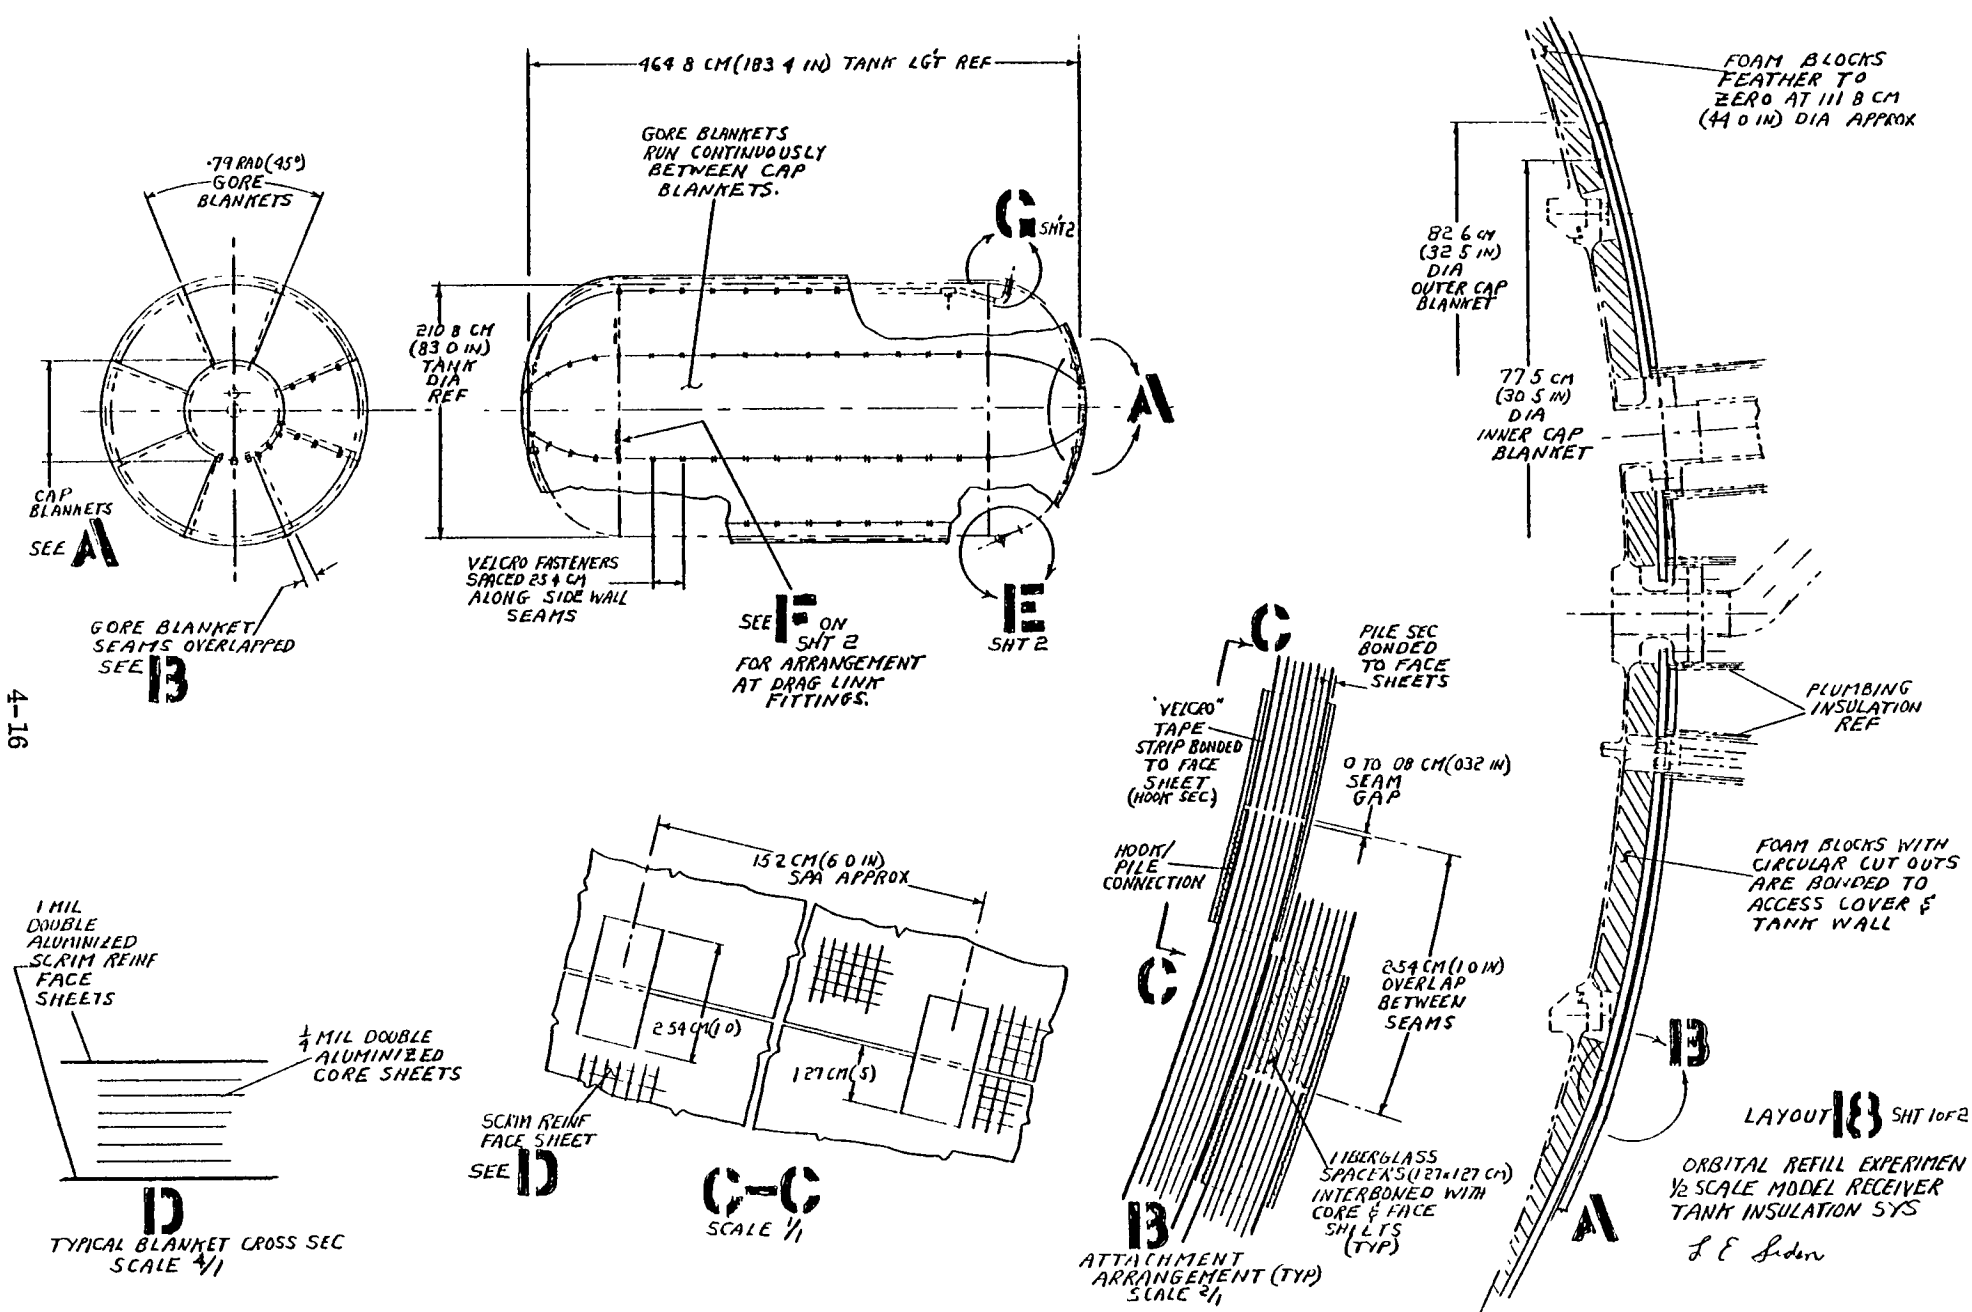 464 8 CM (183 4 IN) TANK LGT REF
.79 RAD (45°)
GORE
BLANKETS
GORE BLANKETS
RUN CONTINUOUSLY
BETWEEN CAP
BLANKETS.
G SHT 2
FOAM BLOCKS
FEATHER TO
ZERO AT 111 8 CM
(44 0 IN) DIA APPROX
82 6 CM
(32 5 IN)
DIA
OUTER CAP
BLANKET
210 8 CM
(83 0 IN)
TANK
DIA
REF
A
77 5 CM
(30 5 IN)
DIA
INNER CAP
BLANKET
CAP
BLANKETS
SEE A
VELCRO FASTENERS
SPACED 25 4 CM
ALONG SIDE WALL
SEAMS
GORE BLANKET
SEAMS OVERLAPPED
SEE B
SEE F ON
SHT 2
FOR ARRANGEMENT
AT DRAG LINK
FITTINGS.
E
SHT 2
4-16
C
PILE SEC
BONDED
TO FACE
SHEETS
"VELCRO"
TAPE
STRIP BONDED
TO FACE
SHEET
(HOOK SEC)
0 TO 08 CM (032 IN)
SEAM
GAP
PLUMBING
INSULATION
REF
HOOK/
PILE
CONNECTION
C
2.54 CM (1 0 IN)
OVERLAP
BETWEEN
SEAMS
FOAM BLOCKS WITH
CIRCULAR CUT OUTS
ARE BONDED TO
ACCESS COVER &
TANK WALL
15 2 CM (6 0 IN)
SPA APPROX
2 54 CM (1 0)
1 27 CM (5)
SCRIM REINF
FACE SHEET
SEE D
C-C
SCALE 1/1
1 MIL
DOUBLE
ALUMINIZED
SCRIM REINF
FACE
SHEETS
1/4 MIL DOUBLE
ALUMINIZED
CORE SHEETS
D
TYPICAL BLANKET CROSS SEC
SCALE 4/1
FIBERGLASS
SPACERS (1 27x1 27 CM)
INTERBONED WITH
CORE & FACE
SHEETS
(TYP)
B
ATTACHMENT
ARRANGEMENT (TYP)
SCALE 2/1
B
A
LAYOUT 18 SHT 1 OF 2
ORBITAL REFILL EXPERIMEN
1/2 SCALE MODEL RECEIVER
TANK INSULATION SYS